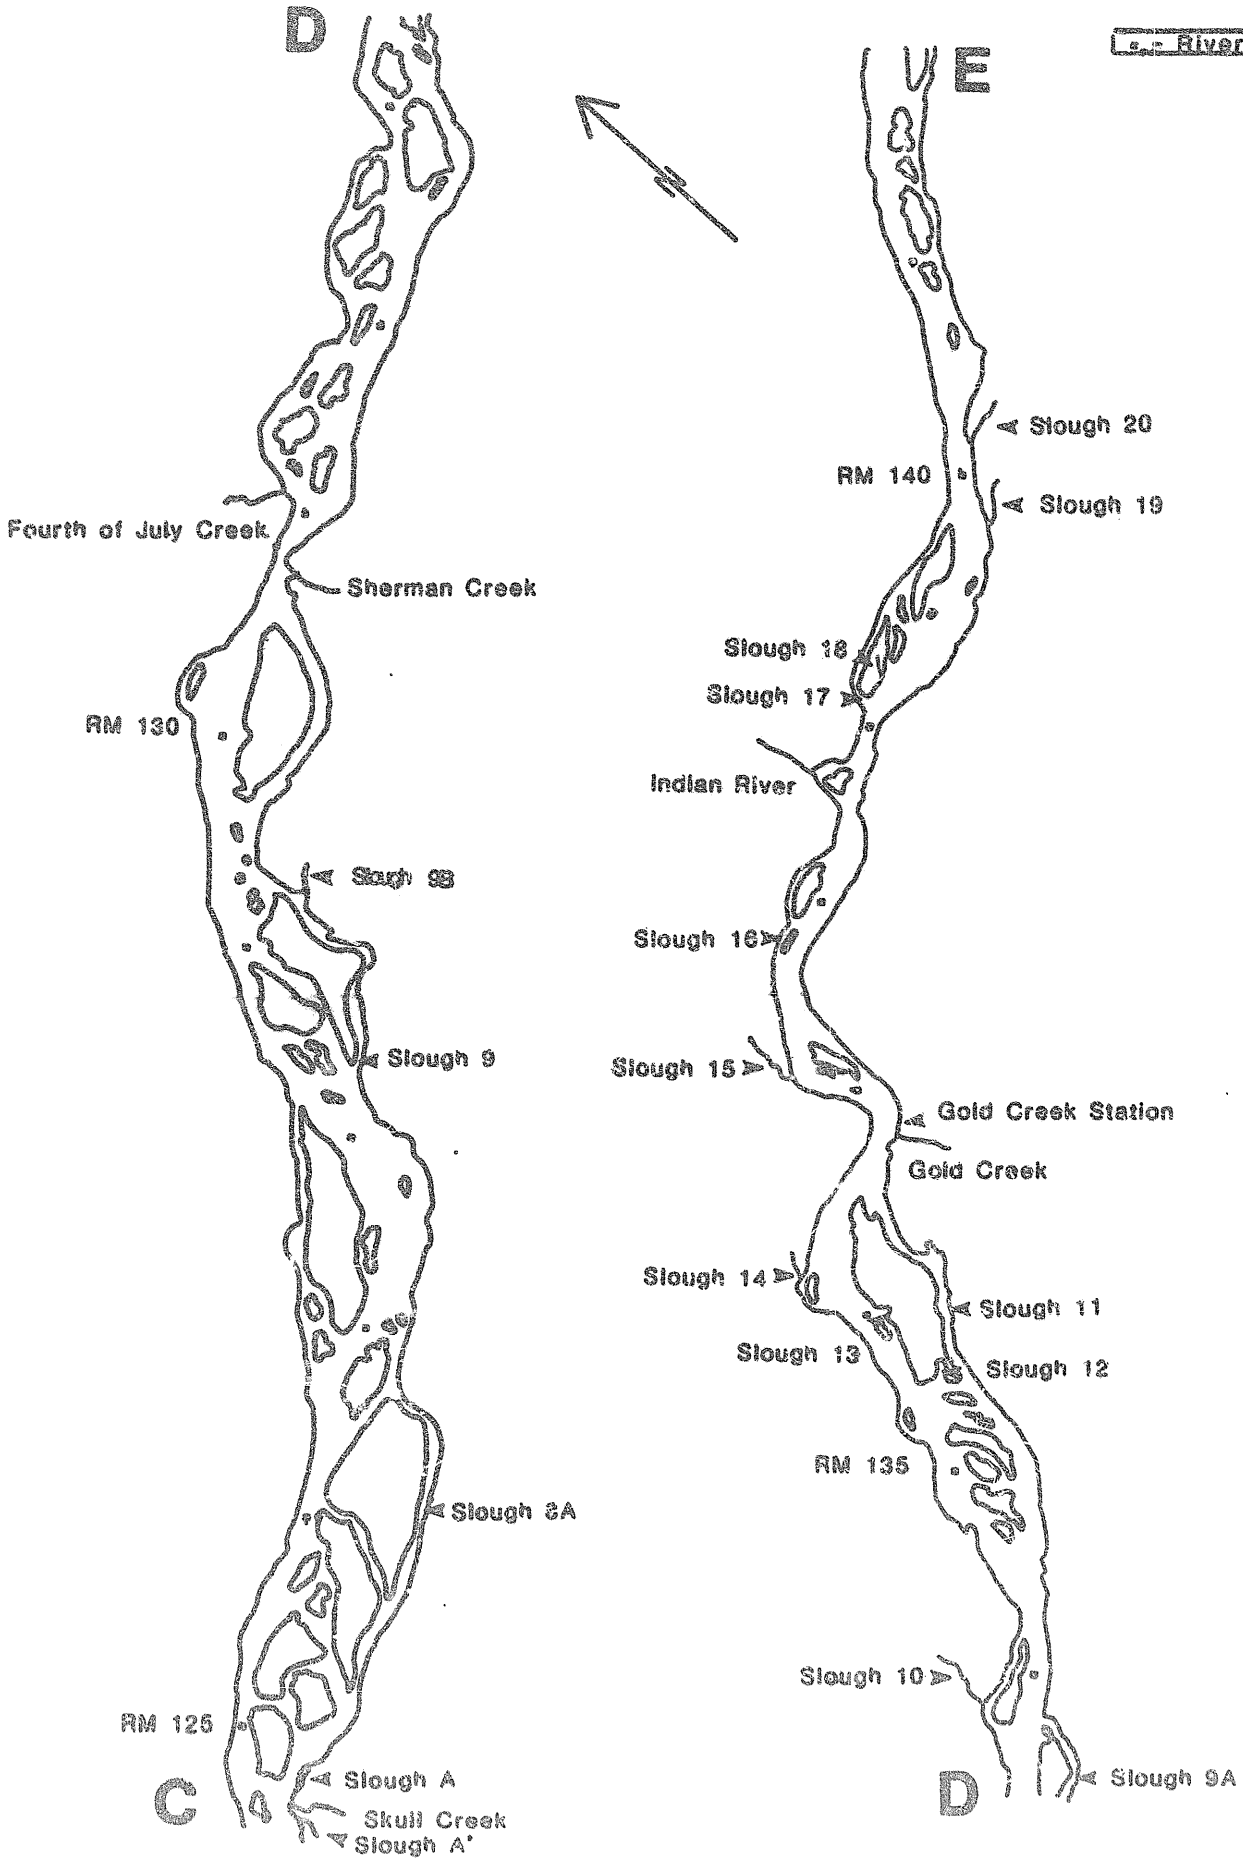 D
Fourth of July Creek
Sherman Creek
RM 130
Slough 9B
Slough 9
Slough 8A
RM 125
Slough A
C
Skull Creek
Slough A'
River
E
Slough 20
RM 140
Slough 19
Slough 18
Slough 17
Indian River
Slough 16
Slough 15
Gold Creek Station
Gold Creek
Slough 14
Slough 11
Slough 13
Slough 12
RM 135
Slough 10
D
Slough 9A